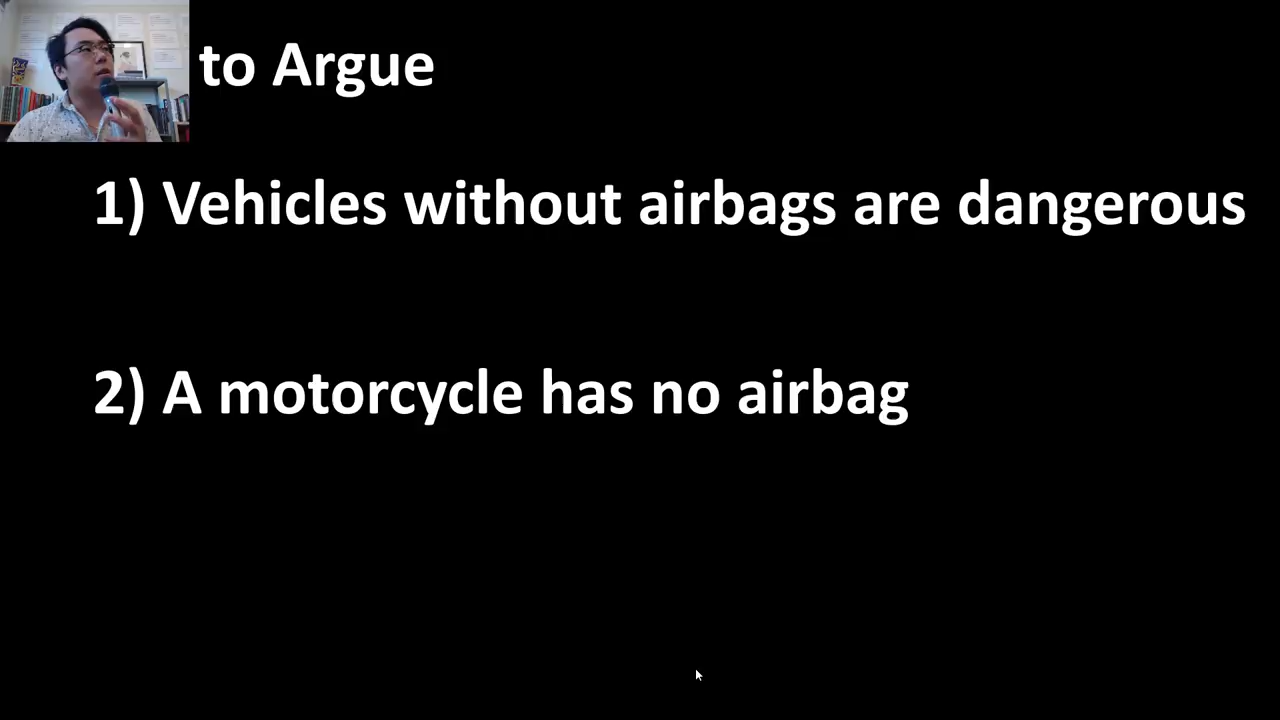 to Argue
1) Vehicles without airbags are dangerous
2) A motorcycle has no airbag